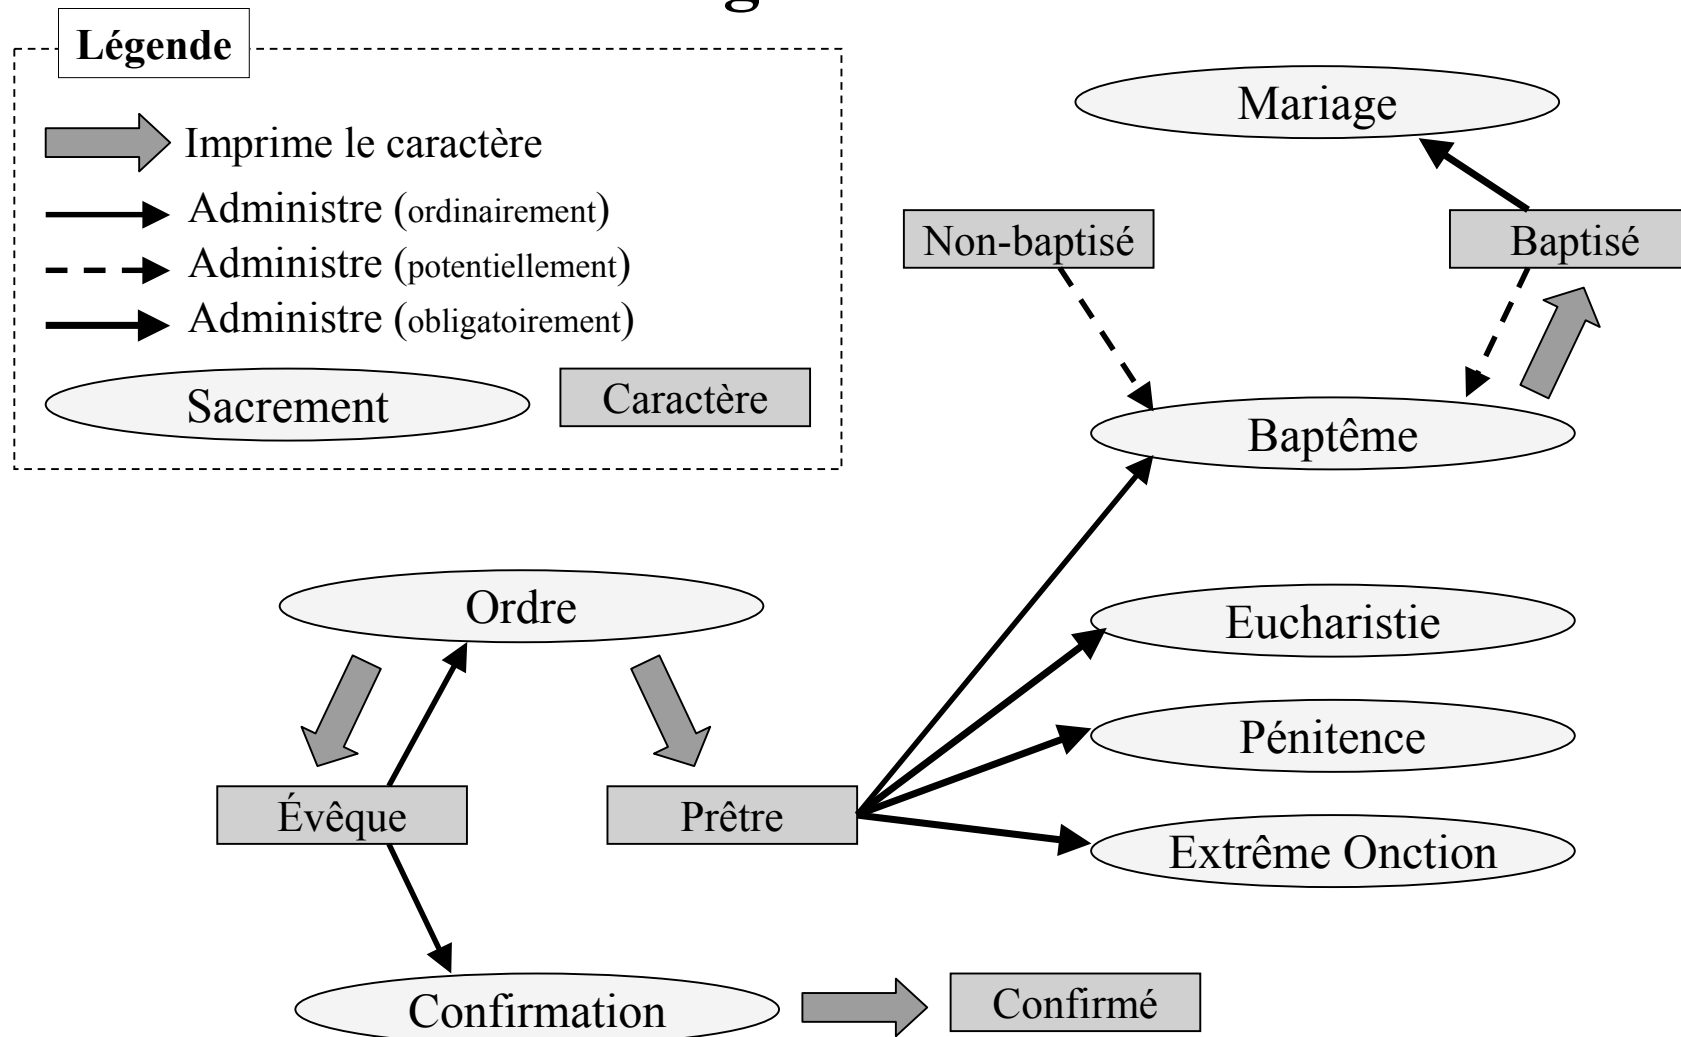 Légende
Imprime le caractère
Administre (ordinairement)
Administre (potentiellement)
Administre (obligatoirement)
Sacrement
Caractère
Mariage
Non-baptisé
Baptisé
Baptême
Ordre
Eucharistie
Pénitence
Évêque
Prêtre
Extrême Onction
Confirmation
Confirmé